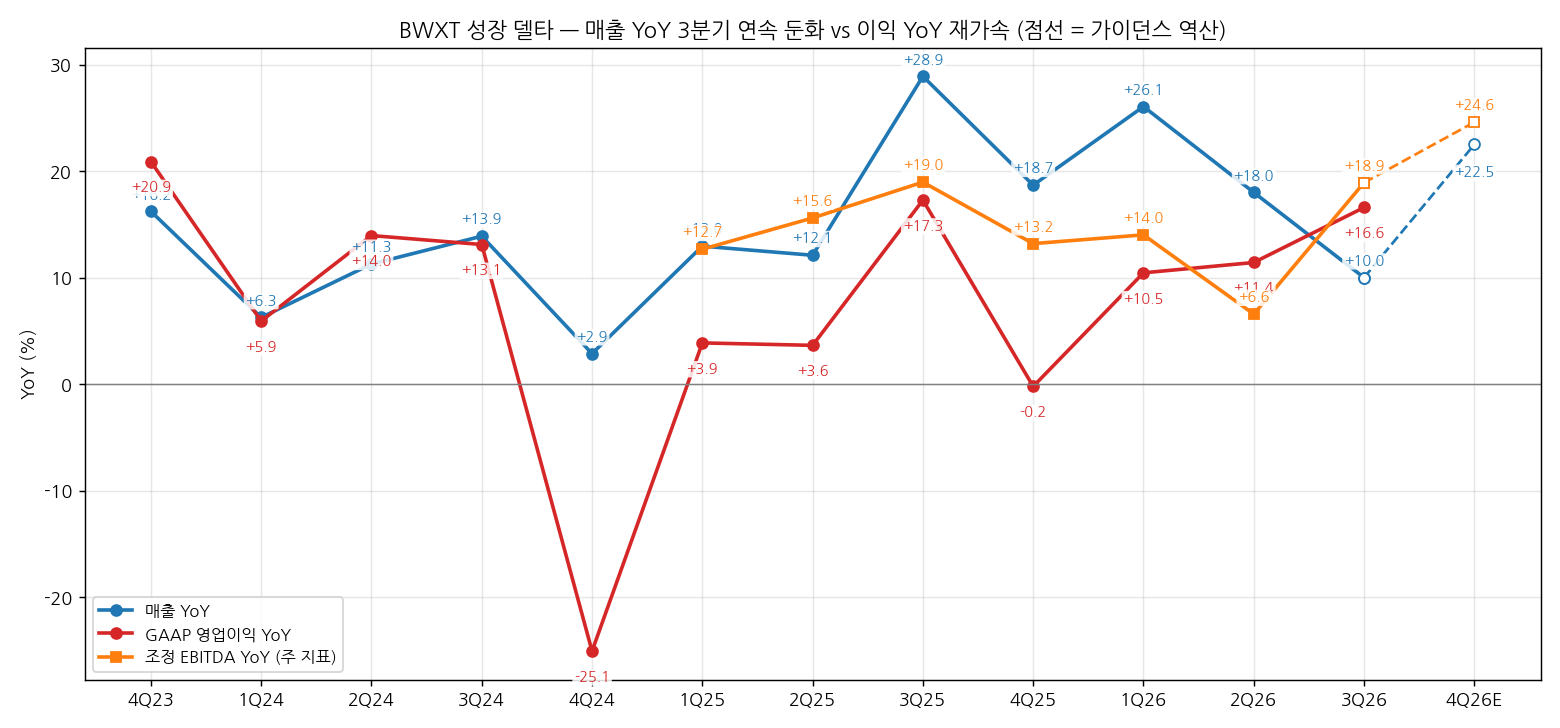 BWXT 성장 델타 — 매출 YoY 3분기 연속 둔화 vs 이익 YoY 재가속 (점선 = 가이던스 역산)
YoY (%)
30
20
10
0
-10
-20
+20.9
+6.3
+5.9
+11.3
+14.0
+13.9
+13.1
+2.9
-25.1
+12.7
+3.9
+15.6
+12.1
+3.6
+28.9
+19.0
+17.3
+18.7
+13.2
-0.2
+26.1
+14.0
+10.5
+18.0
+11.4
+6.6
+18.9
+16.6
+10.0
+24.6
+22.5
매출 YoY
GAAP 영업이익 YoY
조정 EBITDA YoY (주 지표)
4Q23
1Q24
2Q24
3Q24
4Q24
1Q25
2Q25
3Q25
4Q25
1Q26
2Q26
3Q26
4Q26E